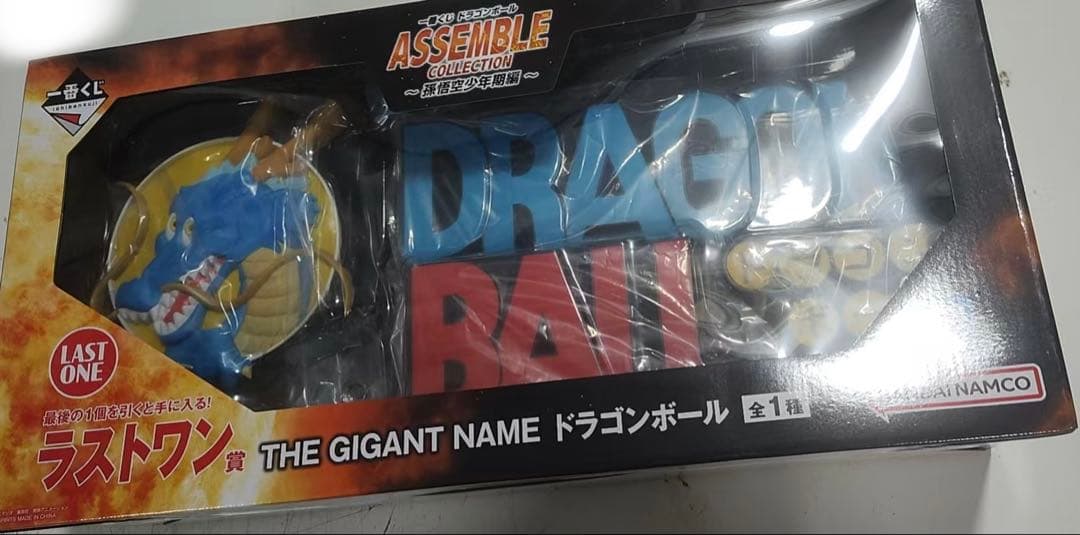 一番くじ ドラゴンボール
ASSEMBLE
COLLECTION
～ 孫悟空少年期編 ～
一番くじ
ichibankuji
DRAGON
BALL
LAST
ONE
最後の1個を引くと手に入る!
ラストワン賞
THE GIGANT NAME ドラゴンボール 全1種
BANDAI NAMCO
MADE IN CHINA